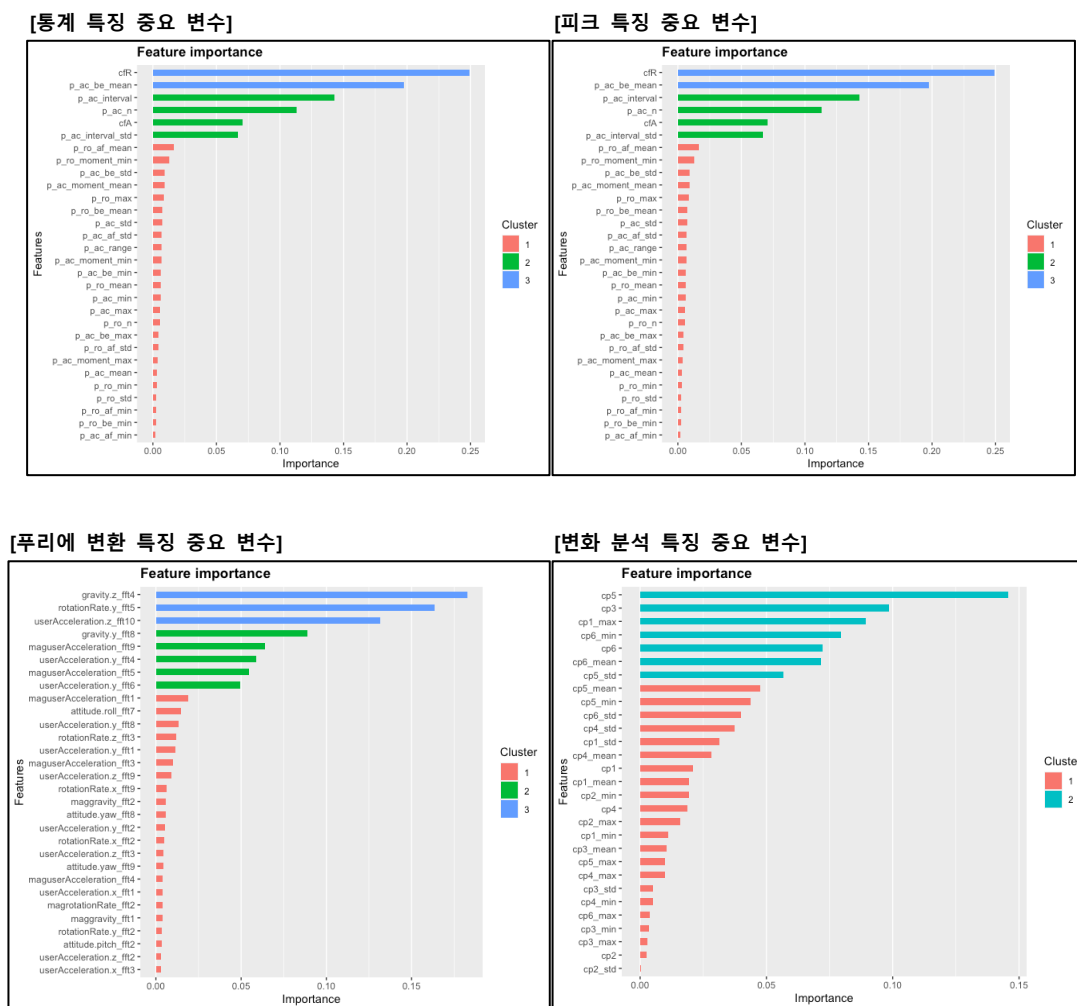 [통계 특징 중요 변수]
Feature importance
cfR
p_ac_be_mean
p_ac_interval
p_ac_n
cfA
p_ac_interval_std
p_ro_af_mean
p_ro_moment_min
p_ac_be_std
p_ac_moment_mean
p_ro_max
p_ro_be_mean
p_ac_std
p_ac_af_std
p_ac_range
p_ac_moment_min
p_ac_be_min
p_ro_mean
p_ac_min
p_ac_max
p_ro_n
p_ac_be_max
p_ro_af_std
p_ac_moment_max
p_ac_mean
p_ro_min
p_ro_std
p_ro_af_min
p_ro_be_min
p_ac_af_min
Features
0.00 0.05 0.10 0.15 0.20 0.25
Importance
Cluster
1
2
3
[피크 특징 중요 변수]
Feature importance
cfR
p_ac_be_mean
p_ac_interval
p_ac_n
cfA
p_ac_interval_std
p_ro_af_mean
p_ro_moment_min
p_ac_be_std
p_ac_moment_mean
p_ro_max
p_ro_be_mean
p_ac_std
p_ac_af_std
p_ac_range
p_ac_moment_min
p_ac_be_min
p_ro_mean
p_ac_min
p_ac_max
p_ro_n
p_ac_be_max
p_ro_af_std
p_ac_moment_max
p_ac_mean
p_ro_min
p_ro_std
p_ro_af_min
p_ro_be_min
p_ac_af_min
Features
0.00 0.05 0.10 0.15 0.20 0.25
Importance
Cluster
1
2
3
[푸리에 변환 특징 중요 변수]
Feature importance
gravity.z_fft4
rotationRate.y_fft5
userAcceleration.z_fft10
gravity.y_fft8
maguserAcceleration_fft9
userAcceleration.y_fft4
maguserAcceleration_fft5
userAcceleration.y_fft6
maguserAcceleration_fft1
attitude.roll_fft7
userAcceleration.y_fft8
rotationRate.z_fft3
userAcceleration.y_fft1
maguserAcceleration_fft3
userAcceleration.z_fft9
rotationRate.x_fft9
maggravity_fft2
attitude.yaw_fft8
userAcceleration.y_fft2
rotationRate.x_fft2
userAcceleration.z_fft3
attitude.yaw_fft9
maguserAcceleration_fft4
userAcceleration.x_fft1
magrotationRate_fft2
maggravity_fft1
rotationRate.y_fft2
attitude.pitch_fft2
userAcceleration.z_fft2
userAcceleration.x_fft3
Features
0.00 0.05 0.10 0.15
Importance
Cluster
1
2
3
[변화 분석 특징 중요 변수]
Feature importance
cp5
cp3
cp1_max
cp6_min
cp6
cp6_mean
cp5_std
cp5_mean
cp5_min
cp6_std
cp4_std
cp1_std
cp4_mean
cp1
cp1_mean
cp2_min
cp4
cp2_max
cp1_min
cp3_mean
cp5_max
cp4_max
cp3_std
cp4_min
cp6_max
cp3_min
cp3_max
cp2
cp2_std
Features
0.00 0.05 0.10 0.15
Importance
Cluster
1
2